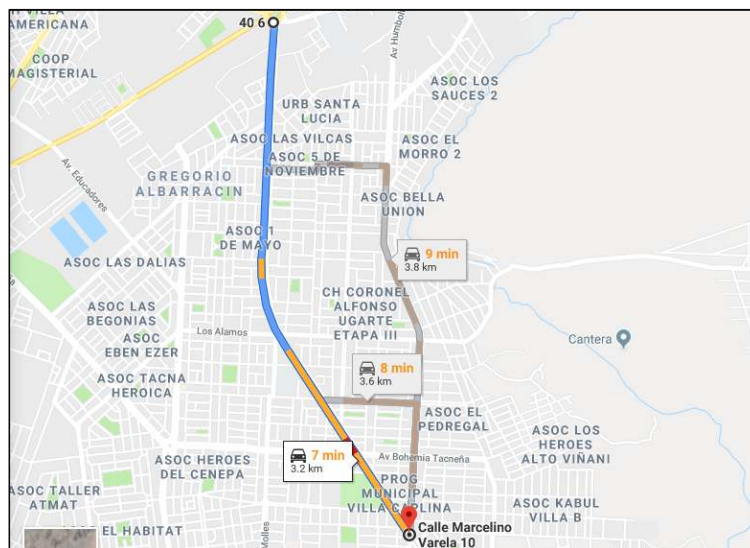 AMERICANA
40 6
COOP
MAGISTERIAL
Av Humbol
ASOC LOS
SAUCES 2
URB SANTA
LUCIA
ASOC LAS VILCAS
ASOC EL
MORRO 2
ASOC 5 DE
NOVIEMBRE
Av. Educadores
GREGORIO
ALBARRACIN
ASOC BELLA
UNION
ASOC 1
DE MAYO
9 min
3.8 km
ASOC LAS DALIAS
CH CORONEL
ALFONSO
UGARTE
ETAPA III
ASOC LAS
BEGONIAS
Los Alamos
ASOC
EBEN EZER
Cantera
8 min
3.6 km
ASOC TACNA
HEROICA
ASOC EL
PEDREGAL
ASOC LOS
HEROES
ALTO VIÑANI
7 min
3.2 km
Av Bohemia Tacneña
ASOC HEROES
DEL CENEPA
PROG
MUNICIPAL
VILLA CAPLINA
ASOC TALLER
ATMAT
ASOC KABUL
VILLA B
EL HABITAT
Molles
Calle Marcelino
Varela 10